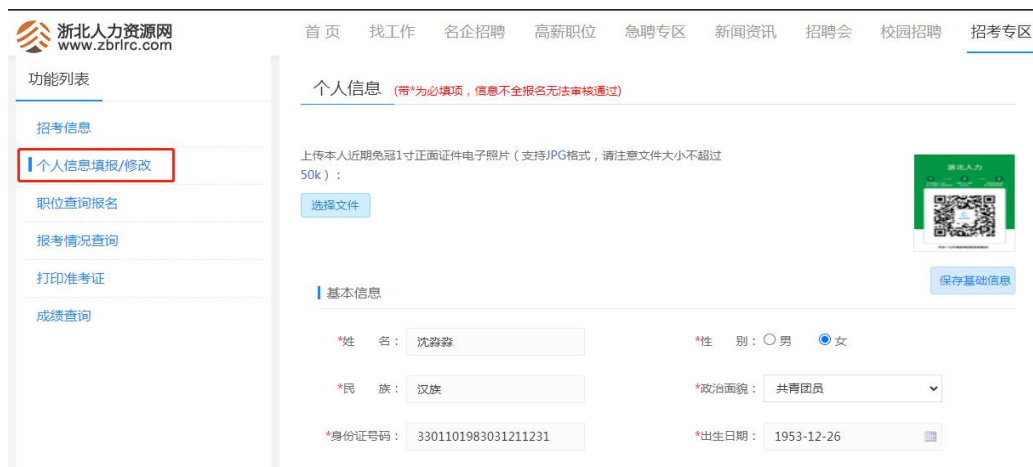 浙北人力资源网
www.zbrlrc.com
首 页 找工作 名企招聘 高薪职位 急聘专区 新闻资讯 招聘会 校园招聘 招考专区
功能列表
招考信息
个人信息填报/修改
职位查询报名
报考情况查询
打印准考证
成绩查询
个人信息 (带*为必填项，信息不全报名无法审核通过)
上传本人近期免冠1寸正面证件电子照片（支持JPG格式，请注意文件大小不超过
50k）：
选择文件
浙北人力
保存基础信息
基本信息
*姓 名： 沈淼淼 *性 别： 男 女
*民 族： 汉族 *政治面貌： 共青团员
*身份证号码： 3301101983031211231 *出生日期： 1953-12-26